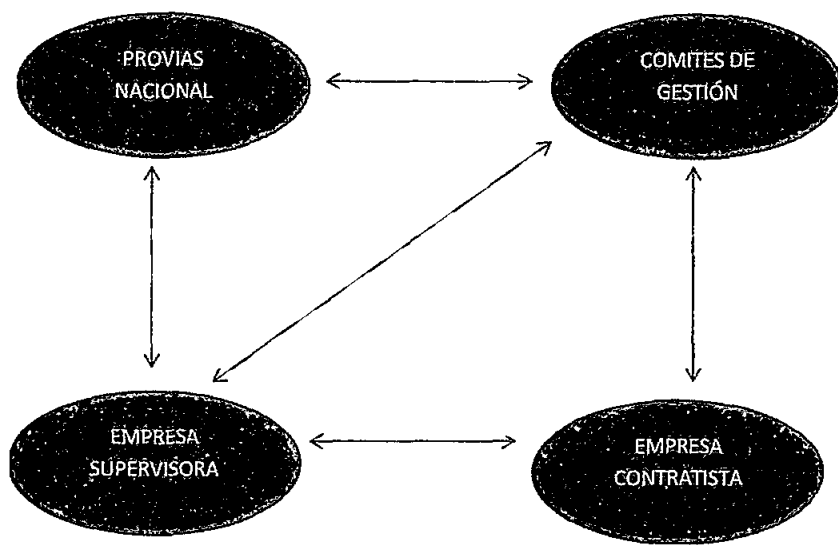 PROVIAS
NACIONAL
COMITES DE
GESTIÓN
EMPRESA
SUPERVISORA
EMPRESA
CONTRATISTA